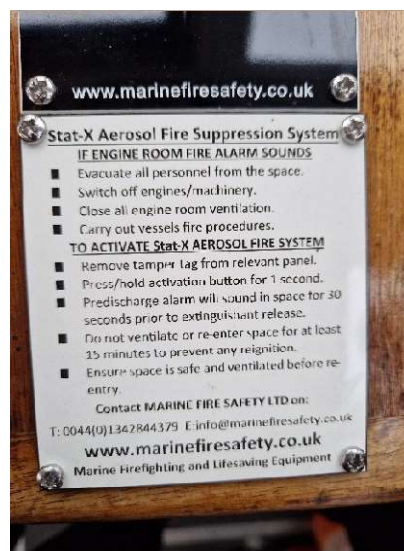 www.marinefiresafety.co.uk
Stat-X Aerosol Fire Suppression System
IF ENGINE ROOM FIRE ALARM SOUNDS
■ Evacuate all personnel from the space.
■ Switch off engines/machinery.
■ Close all engine room ventilation.
■ Carry out vessels fire procedures.
TO ACTIVATE Stat-X AEROSOL FIRE SYSTEM
■ Remove tamper tag from relevant panel.
■ Press/hold activation button for 1 second.
■ Predischarge alarm will sound in space for 30
seconds prior to extinguishant release.
■ Do not ventilate or re-enter space for at least
15 minutes to prevent any reignition.
■ Ensure space is safe and ventilated before re-
entry.
Contact MARINE FIRE SAFETY LTD on:
T: 0044(0)1342844379 E:info@marinefiresafety.co.uk
www.marinefiresafety.co.uk
Marine Firefighting and Lifesaving Equipment